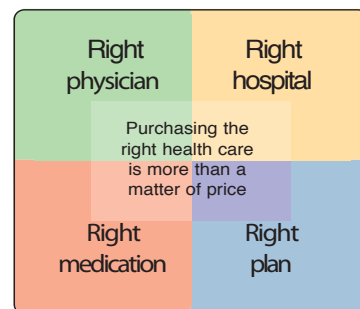 Right
physician
Right
hospital
Purchasing the
right health care
is more than a
matter of price
Right
medication
Right
plan